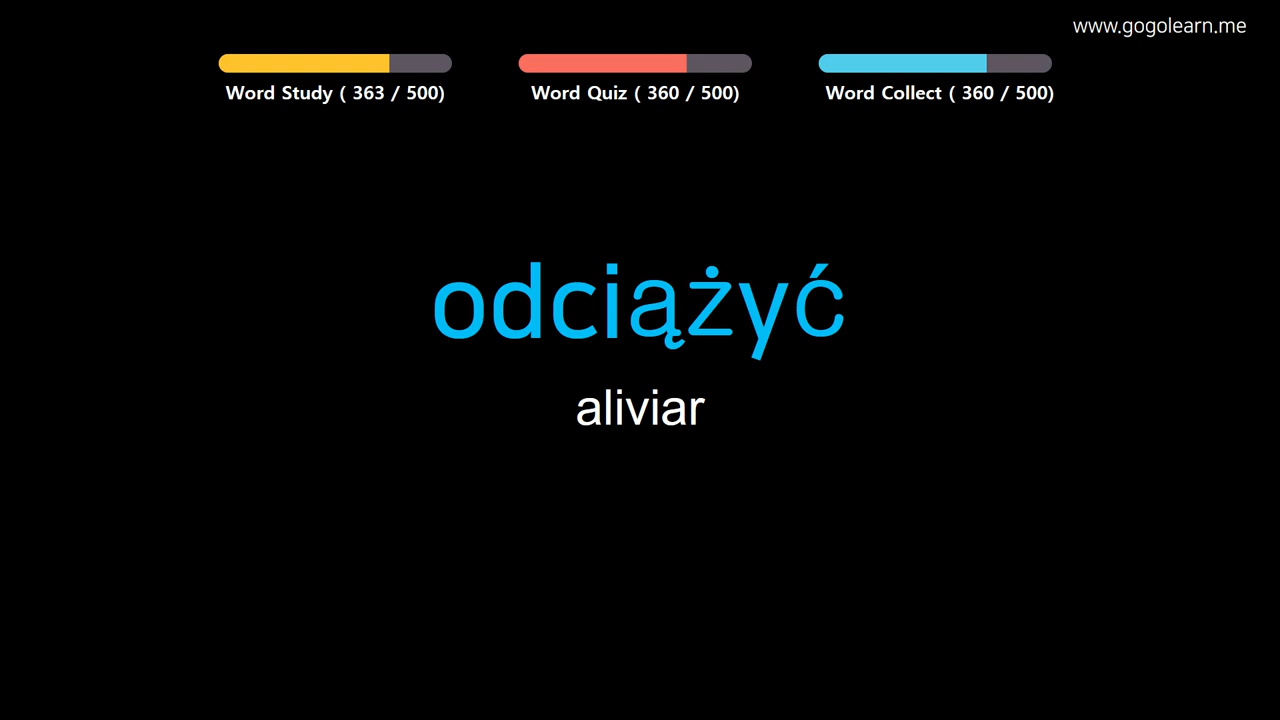 www.gogolearn.me
Word Study ( 363 / 500)
Word Quiz ( 360 / 500)
Word Collect ( 360 / 500)
odciążyć
aliviar